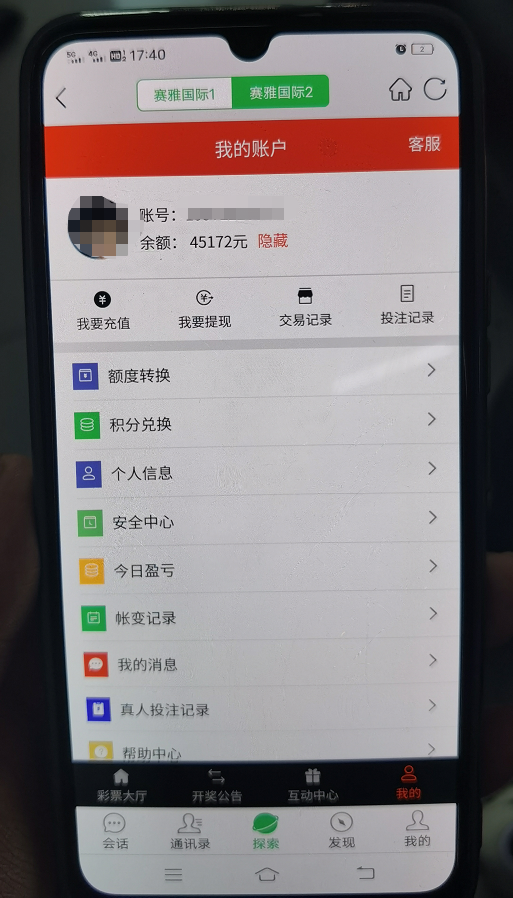 5G 4G HD 17:40 2
赛雅国际1 赛雅国际2
我的账户 客服
账号:
余额: 45172元 隐藏
我要充值 我要提现 交易记录 投注记录
额度转换
积分兑换
个人信息
安全中心
今日盈亏
帐变记录
我的消息
真人投注记录
帮助中心
彩票大厅 开奖公告 互动中心 我的
会话 通讯录 探索 发现 我的